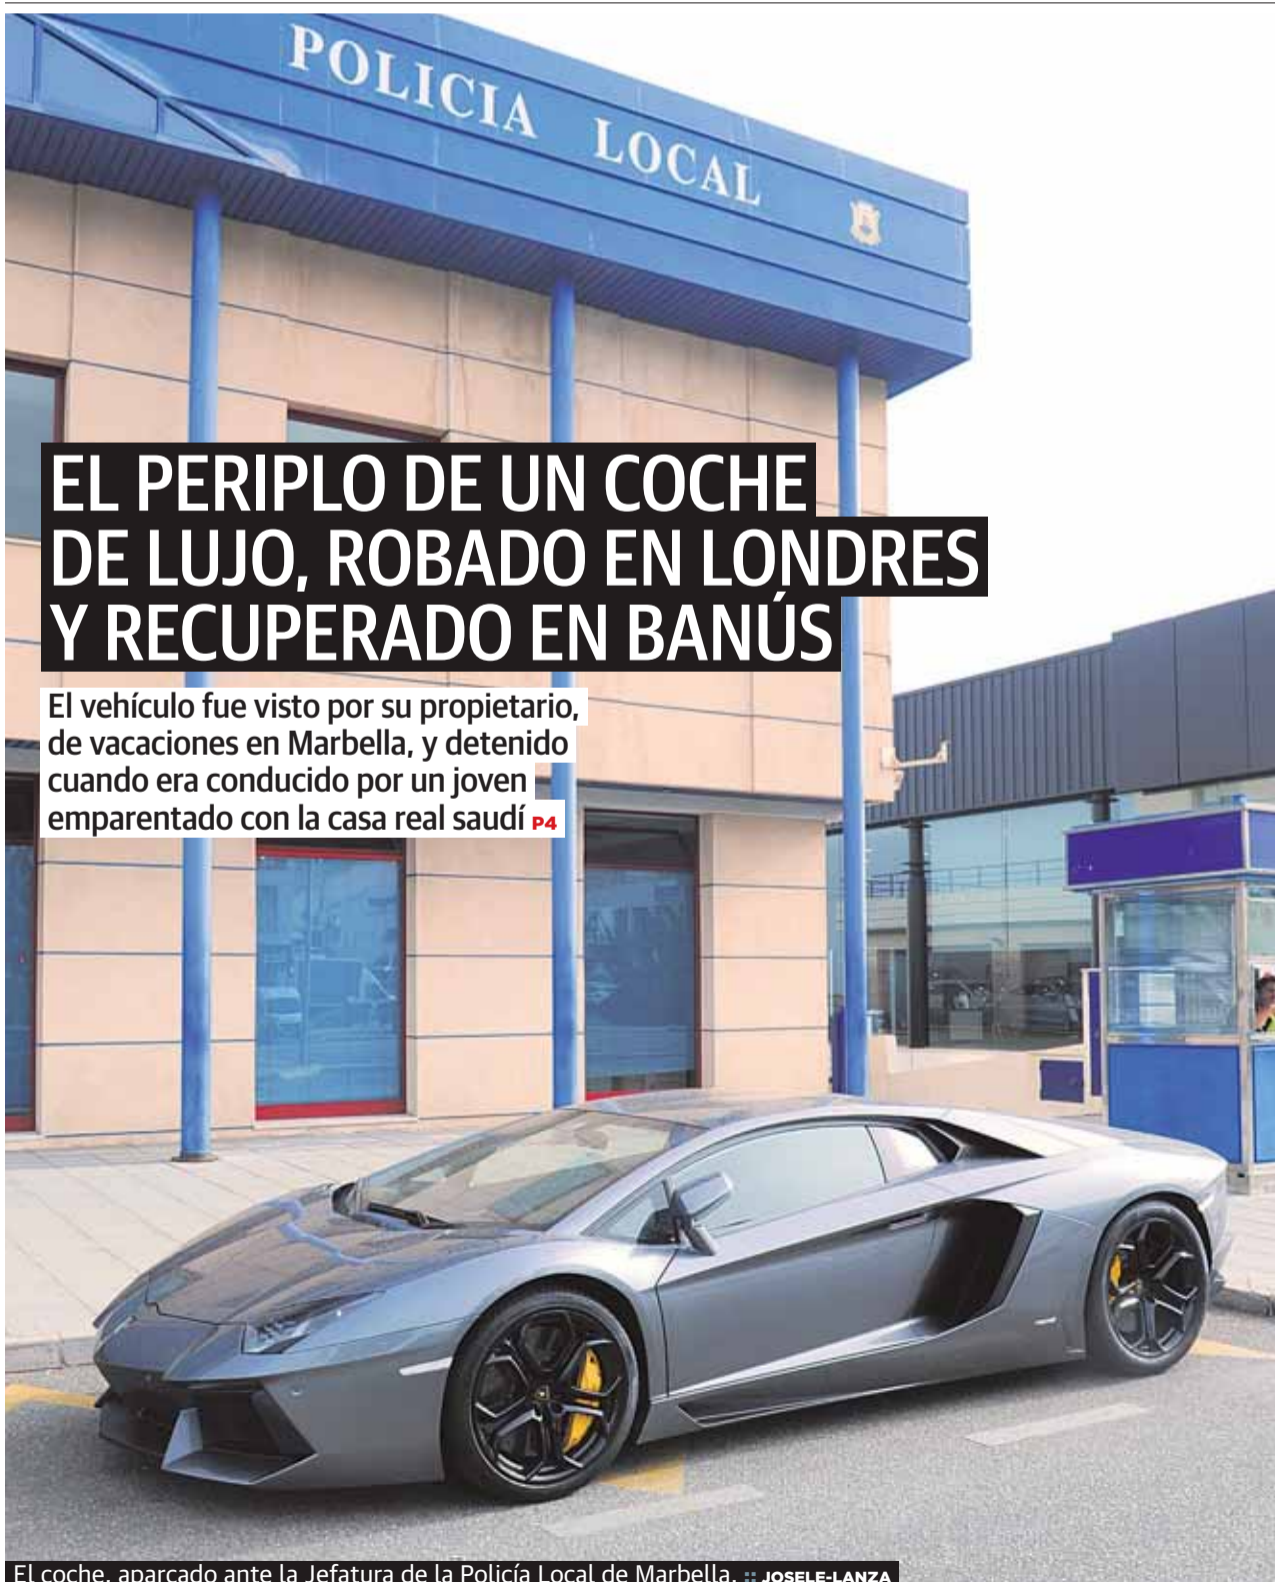 POLICIA LOCAL
EL PERIPLO DE UN COCHE
DE LUJO, ROBADO EN LONDRES
Y RECUPERADO EN BANÚS
El vehículo fue visto por su propietario,
de vacaciones en Marbella, y detenido
cuando era conducido por un joven
emparentado con la casa real saudí P4
El coche, aparcado ante la Jefatura de la Policía Local de Marbella. :: JOSELE-LANZA